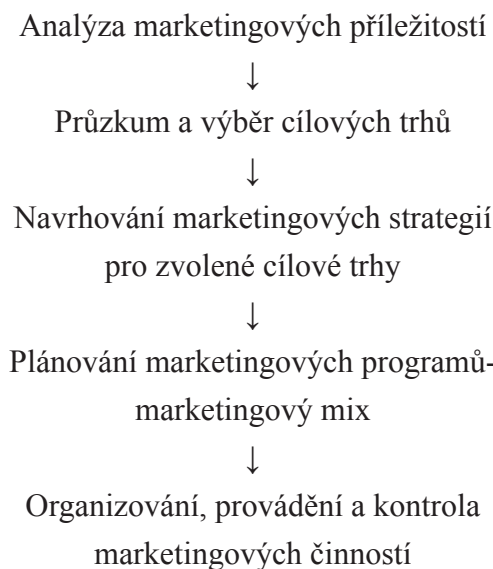 Analýza marketingových příležitostí
↓
Průzkum a výběr cílových trhů
↓
Navrhování marketingových strategií
pro zvolené cílové trhy
↓
Plánování marketingových programů-
marketingový mix
↓
Organizování, provádění a kontrola
marketingových činností